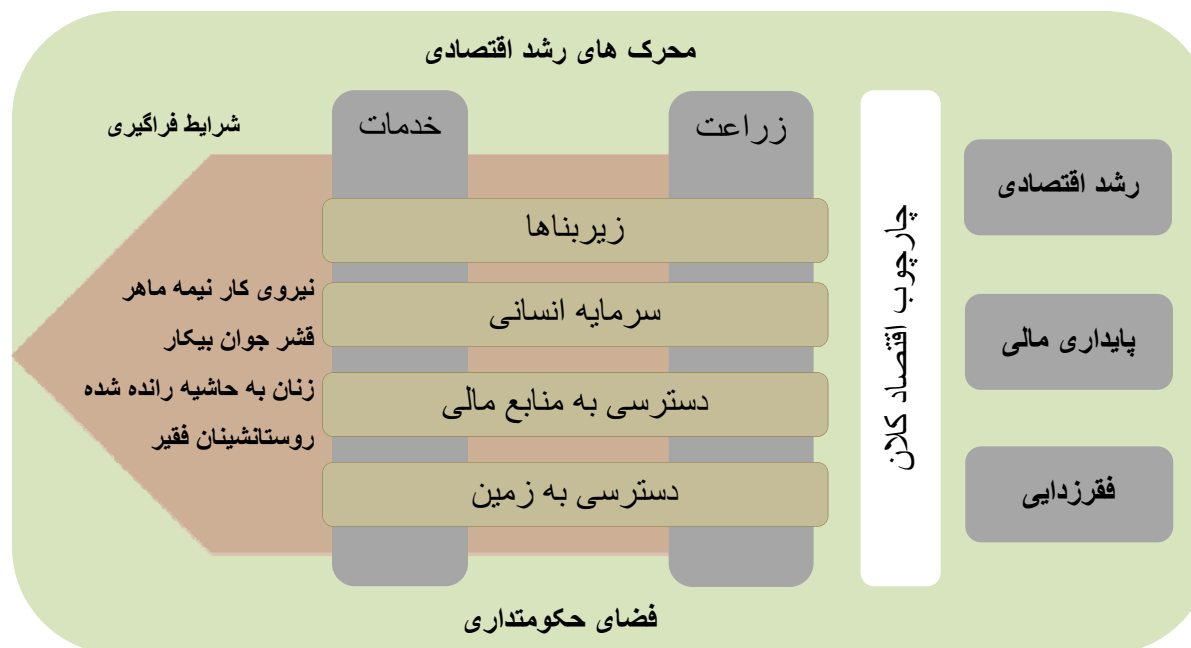 محرک های رشد اقتصادی
رشد اقتصادی
پایداری مالی
فقرزدایی
چارچوب اقتصاد کلان
زراعت
خدمات
شرایط فراگیری
زیربناها
سرمایه انسانی
دسترسی به منابع مالی
دسترسی به زمین
نیروی کار نیمه ماهر
قشر جوان بیکار
زنان به حاشیه رانده شده
روستانشینان فقیر
فضای حکومتداری